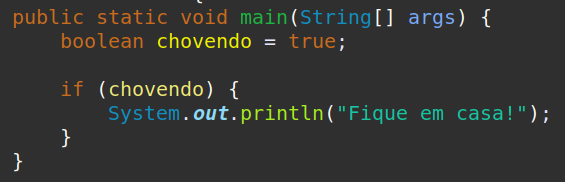 public static void main(String[] args) {
    boolean chovendo = true;

    if (chovendo) {
        System.out.println("Fique em casa!");
    }
}